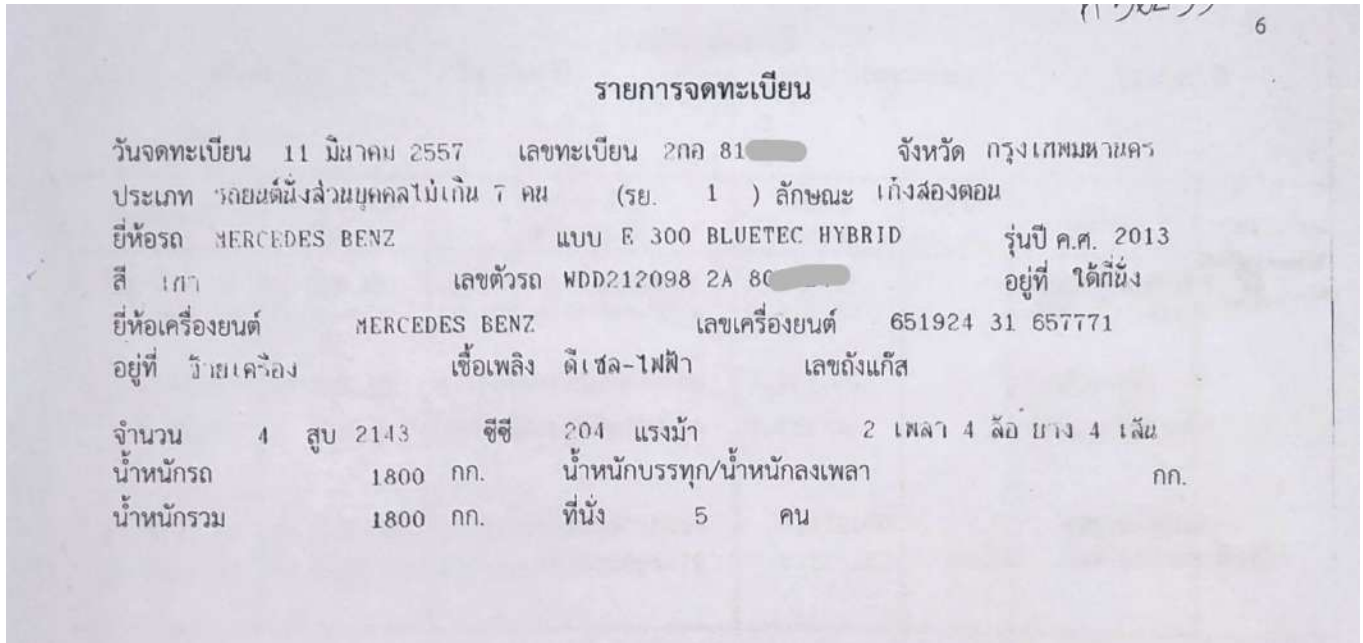 6
รายการจดทะเบียน
วันจดทะเบียน 11 มีนาคม 2557 เลขทะเบียน 2กอ 81 จังหวัด กรุงเทพมหานคร
ประเภท รถยนต์นั่งส่วนบุคคลไม่เกิน 7 คน (รย. 1 ) ลักษณะ เก๋งสองตอน
ยี่ห้อรถ MERCEDES BENZ แบบ E 300 BLUETEC HYBRID รุ่นปี ค.ศ. 2013
สี เทา เลขตัวรถ WDD212098 2A 80 อยู่ที่ ใต้ที่นั่ง
ยี่ห้อเครื่องยนต์ MERCEDES BENZ เลขเครื่องยนต์ 651924 31 657771
อยู่ที่ ซ้ายเครื่อง เชื้อเพลิง ดีเซล-ไฟฟ้า เลขถังแก๊ส
จำนวน 4 สูบ 2143 ซีซี 204 แรงม้า 2 เพลา 4 ล้อ ยาง 4 เส้น
น้ำหนักรถ 1800 กก. น้ำหนักบรรทุก/น้ำหนักลงเพลา กก.
น้ำหนักรวม 1800 กก. ที่นั่ง 5 คน